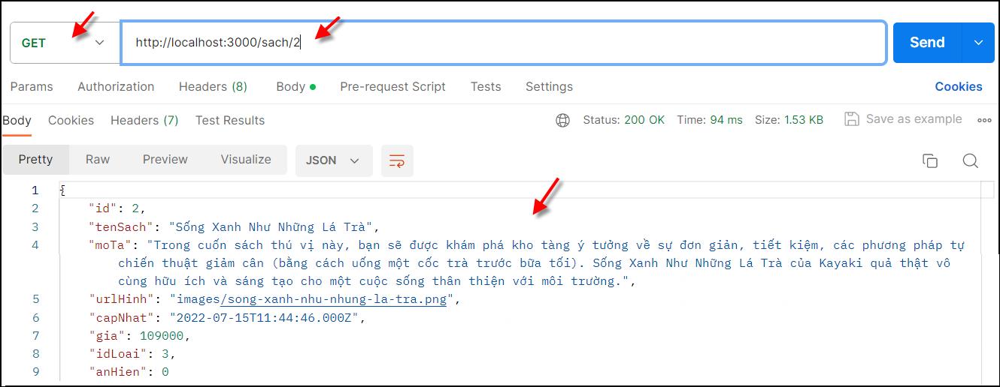 GET http://localhost:3000/sach/2 Send
Params Authorization Headers (8) Body Pre-request Script Tests Settings Cookies
Body Cookies Headers (7) Test Results Status: 200 OK Time: 94 ms Size: 1.53 KB Save as example
Pretty Raw Preview Visualize JSON
1 {
2 "id": 2,
3 "tenSach": "Sống Xanh Như Những Lá Trà",
4 "moTa": "Trong cuốn sách thú vị này, bạn sẽ được khám phá kho tàng ý tưởng về sự đơn giản, tiết kiệm, các phương pháp tự
chiến thuật giảm cân (bằng cách uống một cốc trà trước bữa tối). Sống Xanh Như Những Lá Trà của Kayaki quả thật vô
cùng hữu ích và sáng tạo cho một cuộc sống thân thiện với môi trường.",
5 "urlHinh": "images/song-xanh-nhu-nhung-la-tra.png",
6 "capNhat": "2022-07-15T11:44:46.000Z",
7 "gia": 109000,
8 "idLoai": 3,
9 "anHien": 0